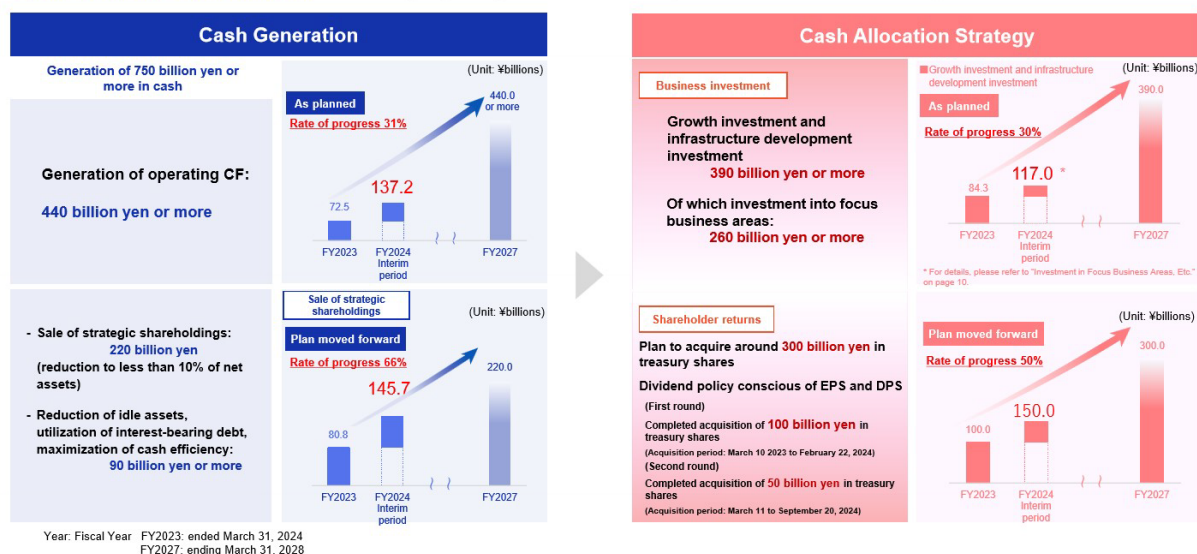 Cash Generation
Generation of 750 billion yen or
more in cash
Generation of operating CF:
440 billion yen or more
(Unit: ¥billions)
As planned
Rate of progress 31%
440.0
or more
137.2
72.5
FY2023
FY2024
Interim
period
FY2027
- Sale of strategic shareholdings:
220 billion yen
(reduction to less than 10% of net
assets)
- Reduction of idle assets,
utilization of interest-bearing debt,
maximization of cash efficiency:
90 billion yen or more
Sale of strategic
shareholdings
(Unit: ¥billions)
Plan moved forward
Rate of progress 66%
220.0
145.7
80.8
FY2023
FY2024
Interim
period
FY2027
Year: Fiscal Year FY2023: ended March 31, 2024
FY2027: ending March 31, 2028
Cash Allocation Strategy
Business investment
Growth investment and
infrastructure development
investment
390 billion yen or more
Of which investment into focus
business areas:
260 billion yen or more
(Unit: ¥billions)
Growth investment and infrastructure
development investment
As planned
390.0
Rate of progress 30%
117.0 *
84.3
FY2023
FY2024
Interim
period
FY2027
* For details, please refer to "Investment in Focus Business Areas, Etc."
on page 10.
Shareholder returns
Plan to acquire around 300 billion yen in
treasury shares
Dividend policy conscious of EPS and DPS
(First round)
Completed acquisition of 100 billion yen in
treasury shares
(Acquisition period: March 10 2023 to February 22, 2024)
(Second round)
Completed acquisition of 50 billion yen in treasury
shares
(Acquisition period: March 11 to September 20, 2024)
(Unit: ¥billions)
Plan moved forward
300.0
Rate of progress 50%
150.0
100.0
FY2023
FY2024
Interim
period
FY2027